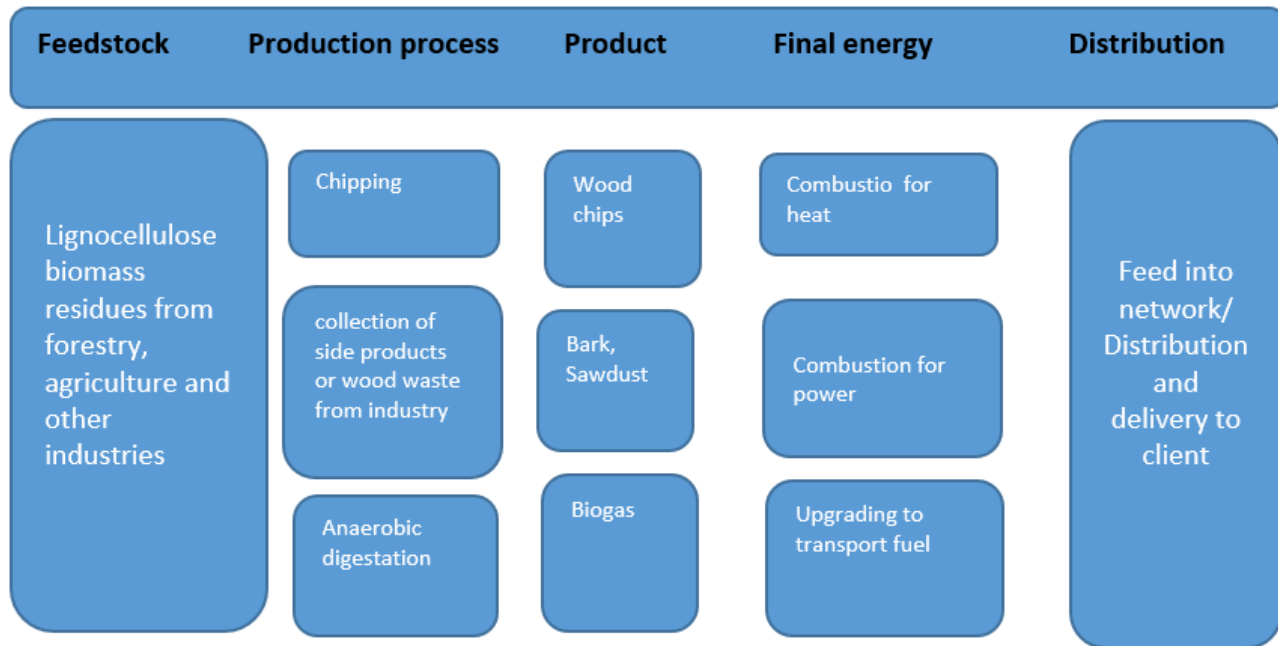 Feedstock Production process Product Final energy Distribution
Lignocellulose
biomass
residues from
forestry,
agriculture and
other
industries
Chipping
collection of
side products
or wood waste
from industry
Anaerobic
digestation
Wood
chips
Bark,
Sawdust
Biogas
Combustio for
heat
Combustion for
power
Upgrading to
transport fuel
Feed into
network/
Distribution
and
delivery to
client